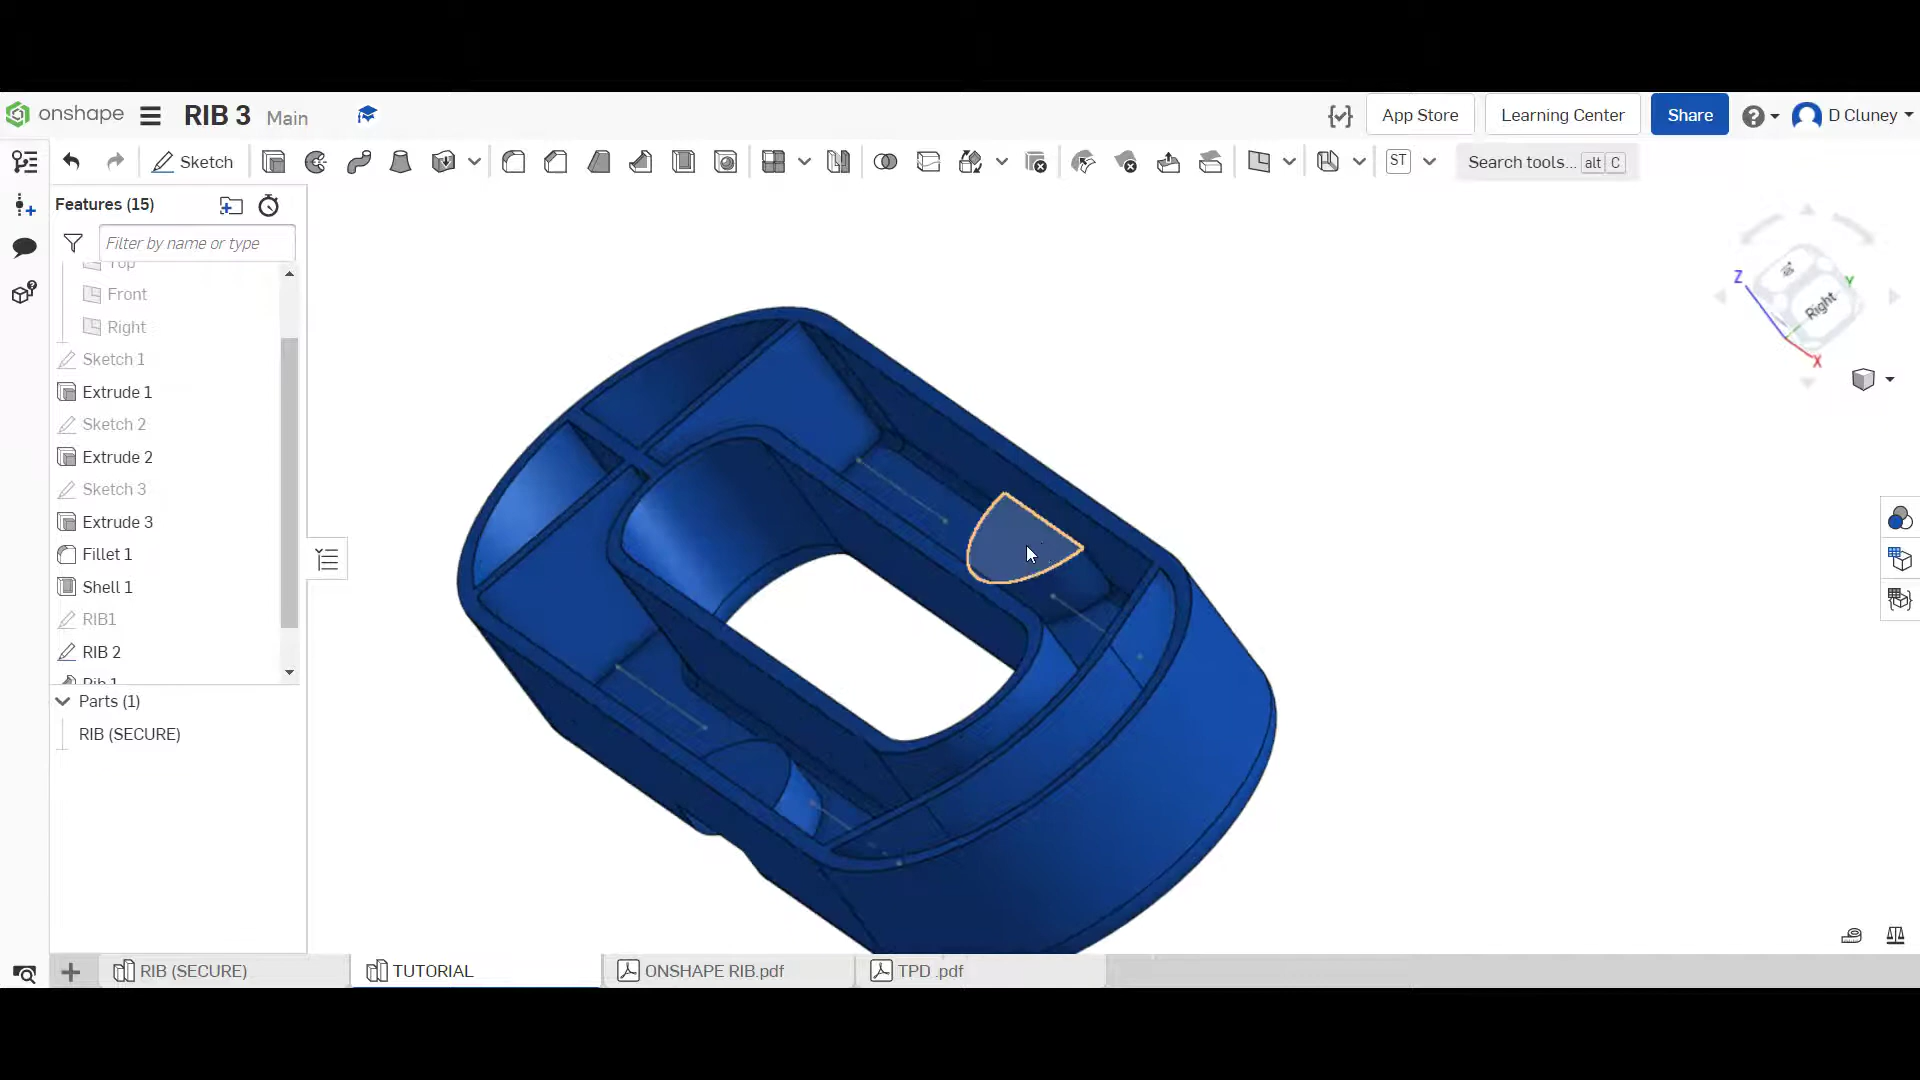 onshape RIB 3 Main App Store Learning Center Share D Cluney
Sketch ST Search tools... alt C
Features (15)
Filter by name or type
Top
Front
Right
Sketch 1
Extrude 1
Sketch 2
Extrude 2
Sketch 3
Extrude 3
Fillet 1
Shell 1
RIB1
RIB 2
Rib 1
Parts (1)
RIB (SECURE)
Z
Y
Right
X
RIB (SECURE) TUTORIAL ONSHAPE RIB.pdf TPD .pdf